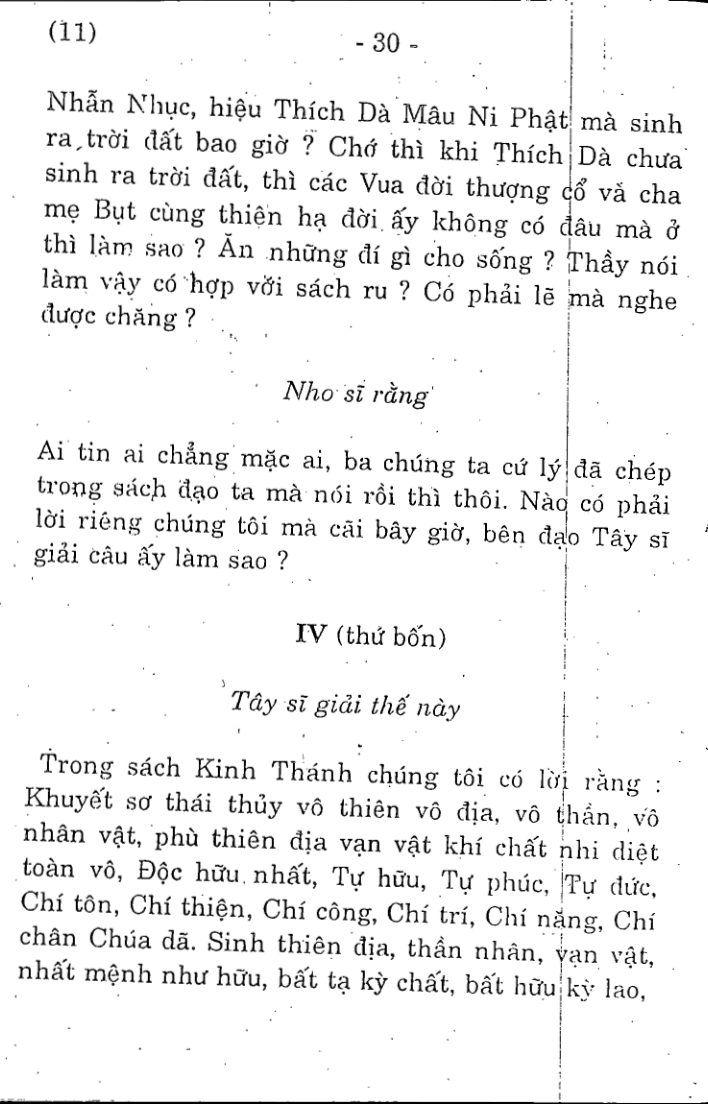 (11)
- 30 -
Nhẫn Nhục, hiệu Thích Dà Mâu Ni Phật mà sinh
ra trời đất bao giờ ? Chớ thì khi Thích Dà chưa
sinh ra trời đất, thì các Vua đời thượng cổ và cha
mẹ Bụt cùng thiện hạ đời ấy không có đâu mà ở
thì làm sao ? Ăn những đí gì cho sống ? Thầy nói
làm vậy có hợp với sách ru ? Có phải lẽ mà nghe
được chăng ?
Nho sĩ rằng
Ai tin ai chẳng mặc ai, ba chúng ta cứ lý đã chép
trong sách đạo ta mà nói rồi thì thôi. Nào có phải
lời riêng chúng tôi mà cãi bây giờ, bên đạo Tây sĩ
giải câu ấy làm sao ?
IV (thứ bốn)
Tây sĩ giải thế này
Trong sách Kinh Thánh chúng tôi có lời rằng :
Khuyết sơ thái thủy vô thiên vô địa, vô thần, vô
nhân vật, phù thiên địa vạn vật khí chất nhi diệt
toàn vô, Độc hữu nhất, Tự hữu, Tự phúc, Tự đức,
Chí tôn, Chí thiện, Chí công, Chí trí, Chí năng, Chí
chân Chúa dã. Sinh thiên địa, thần nhân, vạn vật,
nhất mệnh như hữu, bất tạ kỳ chất, bất hữu kỳ lao,